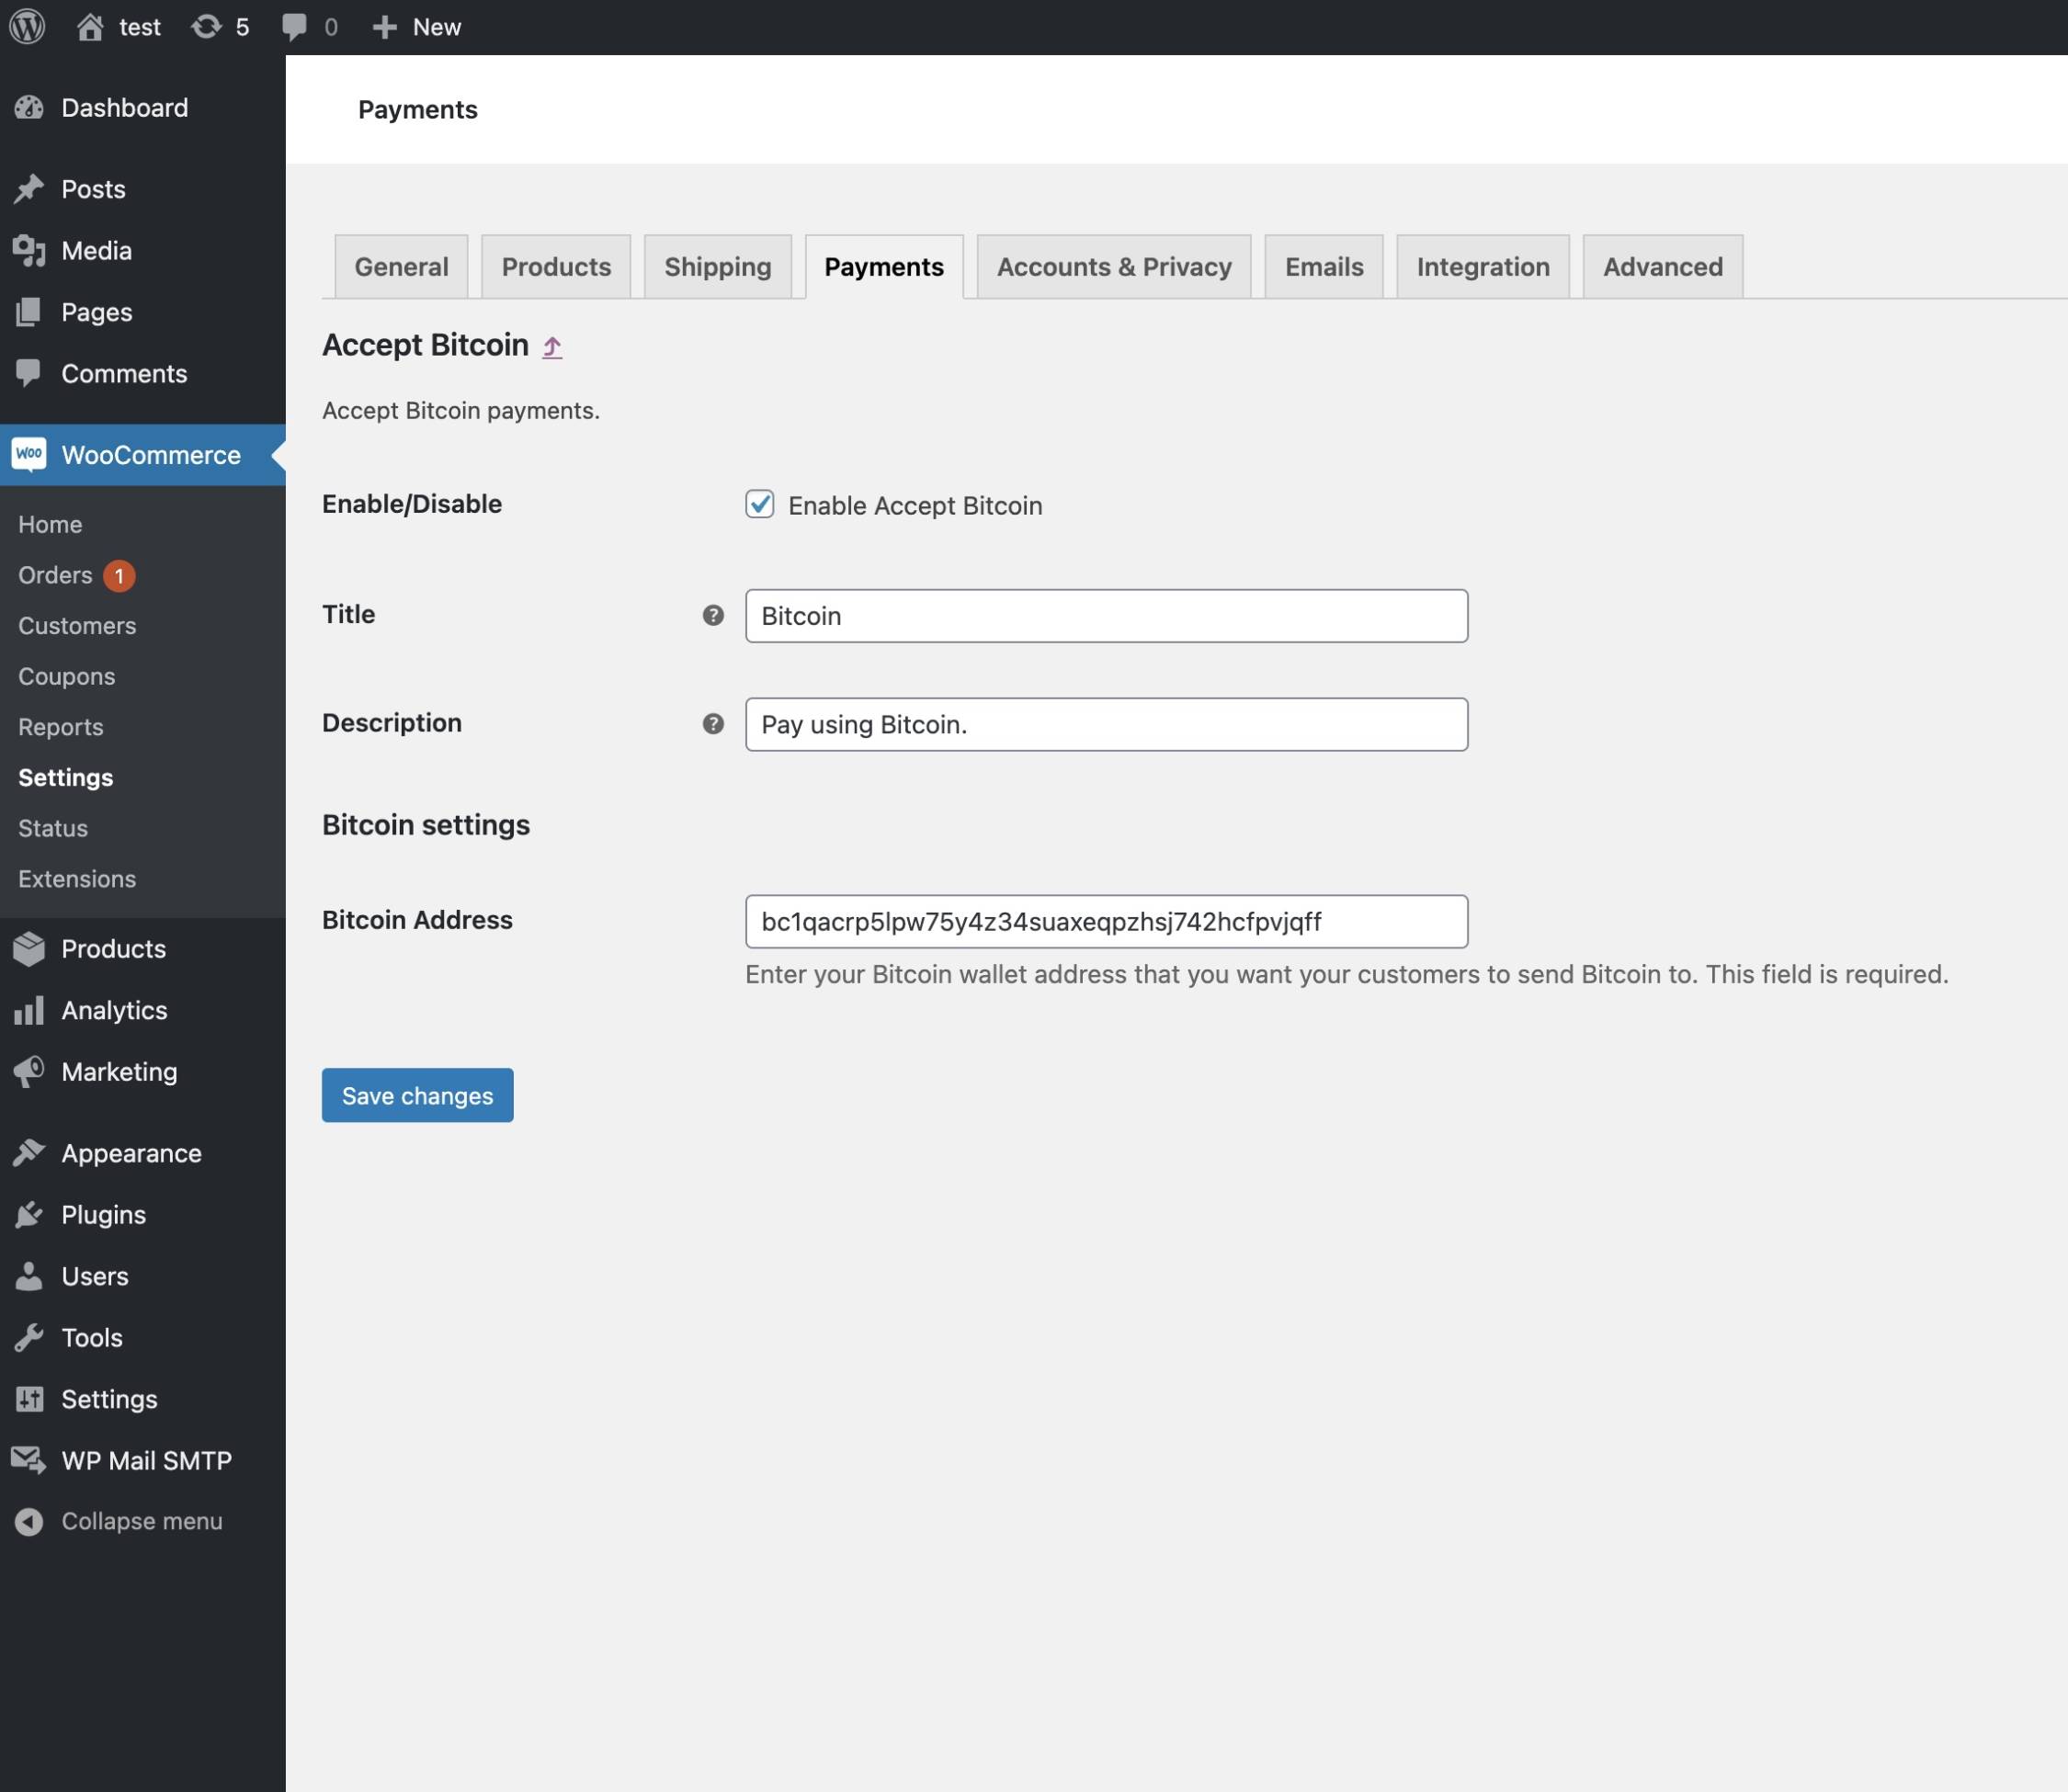 test 5 0 New
Dashboard
Posts
Media
Pages
Comments
Woo WooCommerce
Home
Orders 1
Customers
Coupons
Reports
Settings
Status
Extensions
Products
Analytics
Marketing
Appearance
Plugins
Users
Tools
Settings
WP Mail SMTP
Collapse menu
Payments
General Products Shipping Payments Accounts & Privacy Emails Integration Advanced
Accept Bitcoin
Accept Bitcoin payments.
Enable/Disable Enable Accept Bitcoin
Title Bitcoin
Description Pay using Bitcoin.
Bitcoin settings
Bitcoin Address bc1qacrp5lpw75y4z34suaxeqpzhsj742hcfpvjqff
Enter your Bitcoin wallet address that you want your customers to send Bitcoin to. This field is required.
Save changes